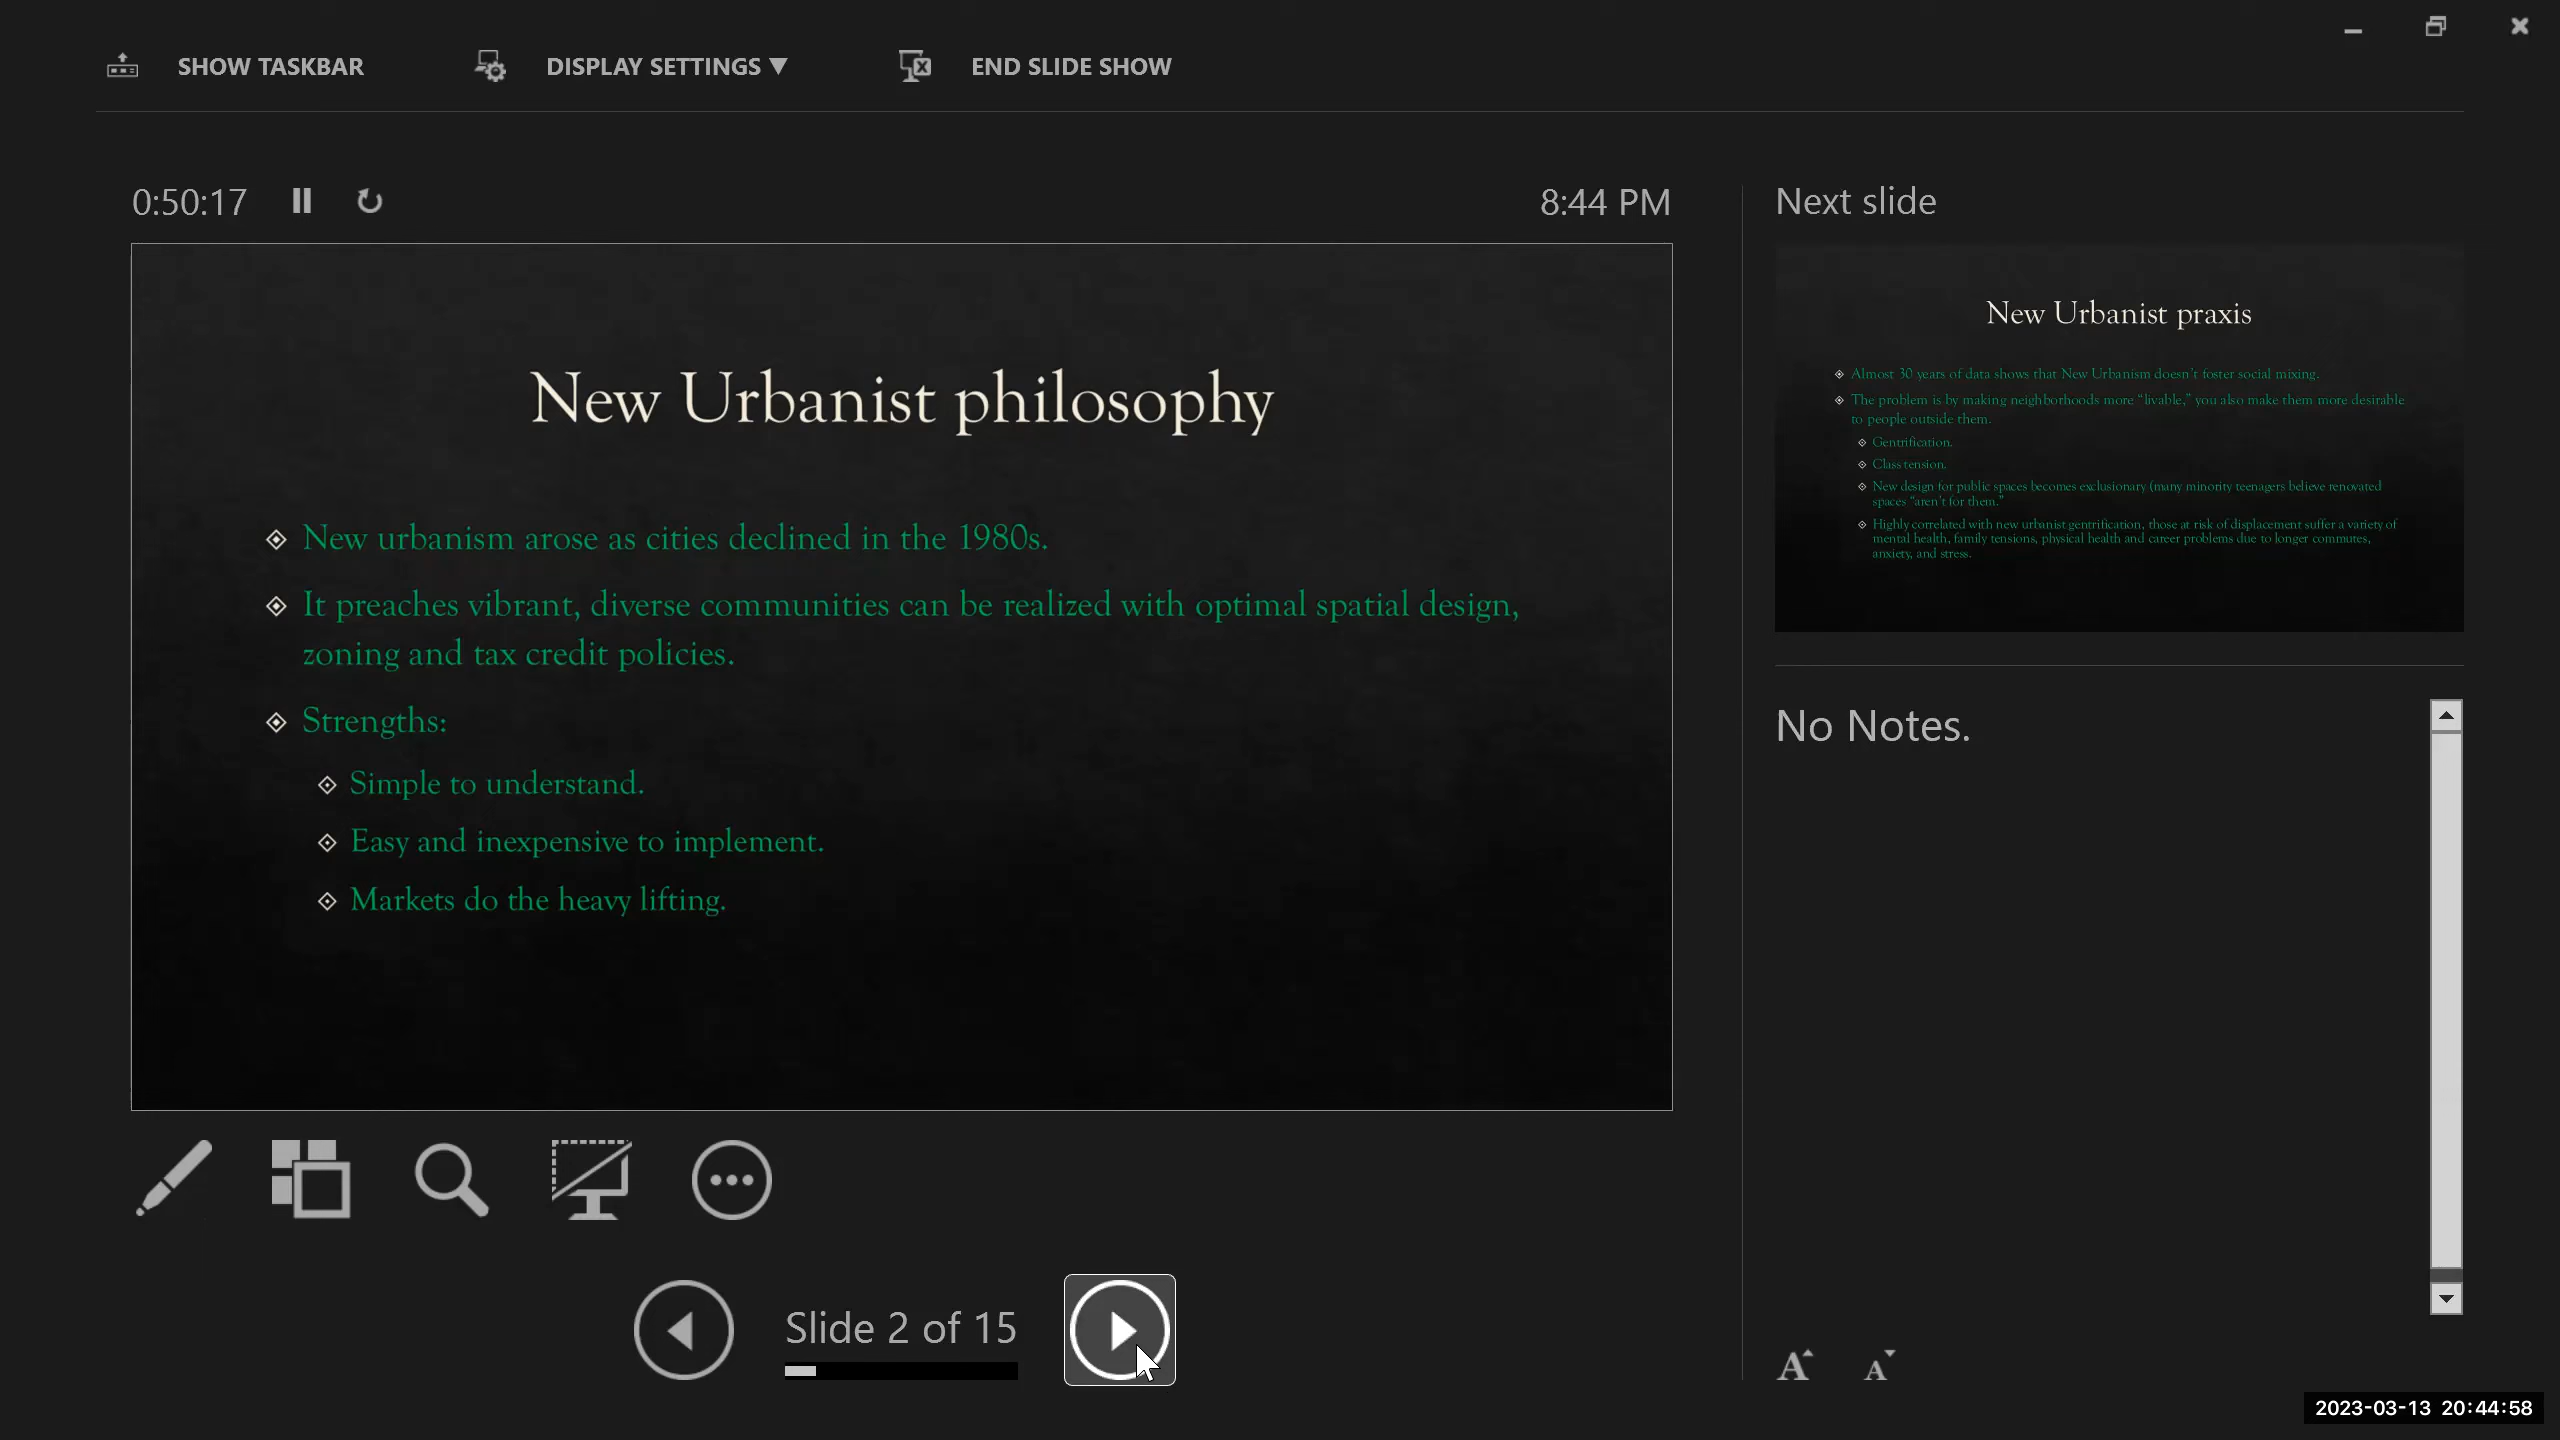 SHOW TASKBAR
DISPLAY SETTINGS ▼
END SLIDE SHOW
0:50:17
8:44 PM
New Urbanist philosophy
New urbanism arose as cities declined in the 1980s.
It preaches vibrant, diverse communities can be realized with optimal spatial design,
zoning and tax credit policies.
Strengths:
Simple to understand.
Easy and inexpensive to implement.
Markets do the heavy lifting.
Slide 2 of 15
Next slide
New Urbanist praxis
Almost 30 years of data shows that New Urbanism doesn't foster social mixing.
The problem is by making neighborhoods more "livable," you also make them more desirable
to people outside them.
Gentrification.
Class tension.
New design for public spaces becomes exclusionary (many minority teenagers believe renovated
spaces "aren't for them."
Highly correlated with new urbanist gentrification, those at risk of displacement suffer a variety of
mental health, family tensions, physical health and career problems due to longer commutes,
anxiety, and stress.
No Notes.
A A
2023-03-13 20:44:58